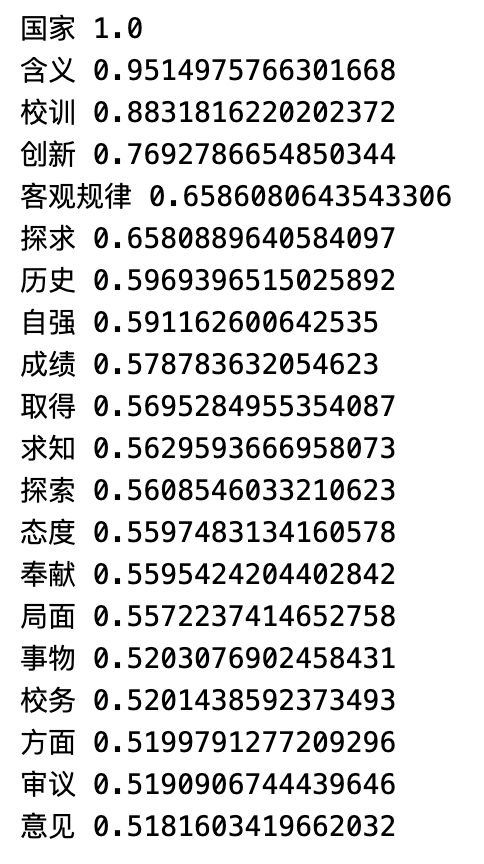 国家 1.0
含义 0.9514975766301668
校训 0.8831816220202372
创新 0.7692786654850344
客观规律 0.6586080643543306
探求 0.6580889640584097
历史 0.5969396515025892
自强 0.591162600642535
成绩 0.578783632054623
取得 0.5695284955354087
求知 0.5629593666958073
探索 0.5608546033210623
态度 0.5597483134160578
奉献 0.5595424204402842
局面 0.5572237414652758
事物 0.5203076902458431
校务 0.5201438592373493
方面 0.5199791277209296
审议 0.5190906744439646
意见 0.5181603419662032